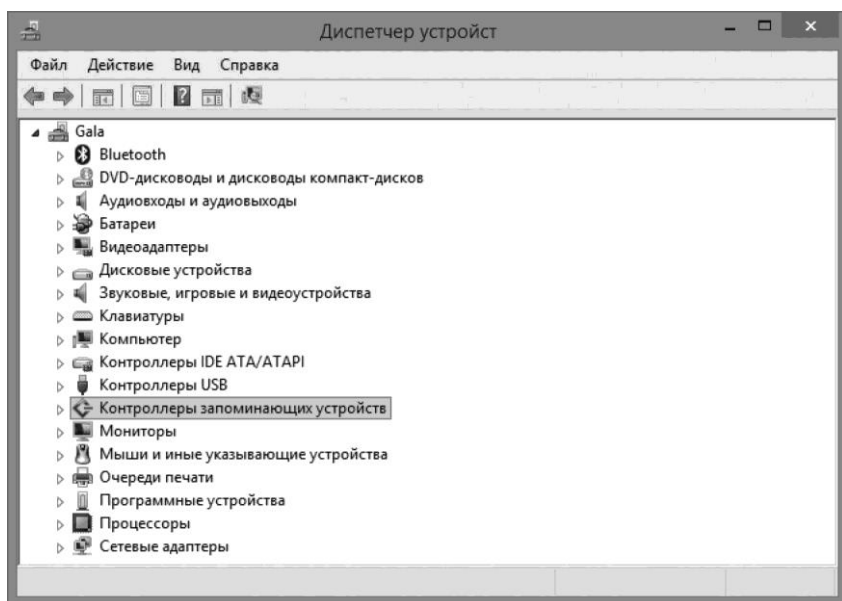 Диспетчер устройст
Файл Действие Вид Справка
Gala
Bluetooth
DVD-дисководы и дисководы компакт-дисков
Аудиовходы и аудиовыходы
Батареи
Видеоадаптеры
Дисковые устройства
Звуковые, игровые и видеоустройства
Клавиатуры
Компьютер
Контроллеры IDE ATA/ATAPI
Контроллеры USB
Контроллеры запоминающих устройств
Мониторы
Мыши и иные указывающие устройства
Очереди печати
Программные устройства
Процессоры
Сетевые адаптеры